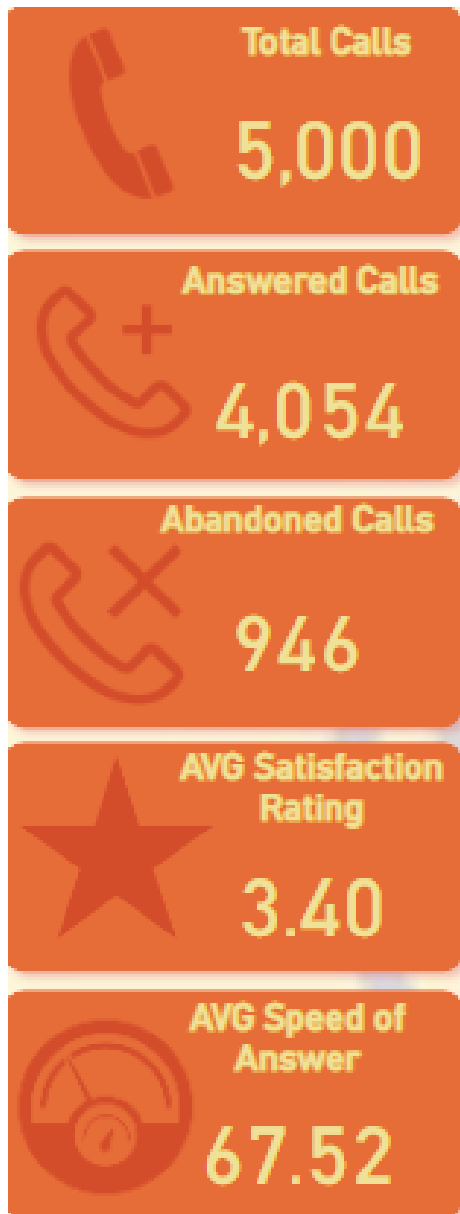 Total Calls
5,000
Answered Calls
4,054
Abandoned Calls
946
AVG Satisfaction
Rating
3.40
AVG Speed of
Answer
67.52